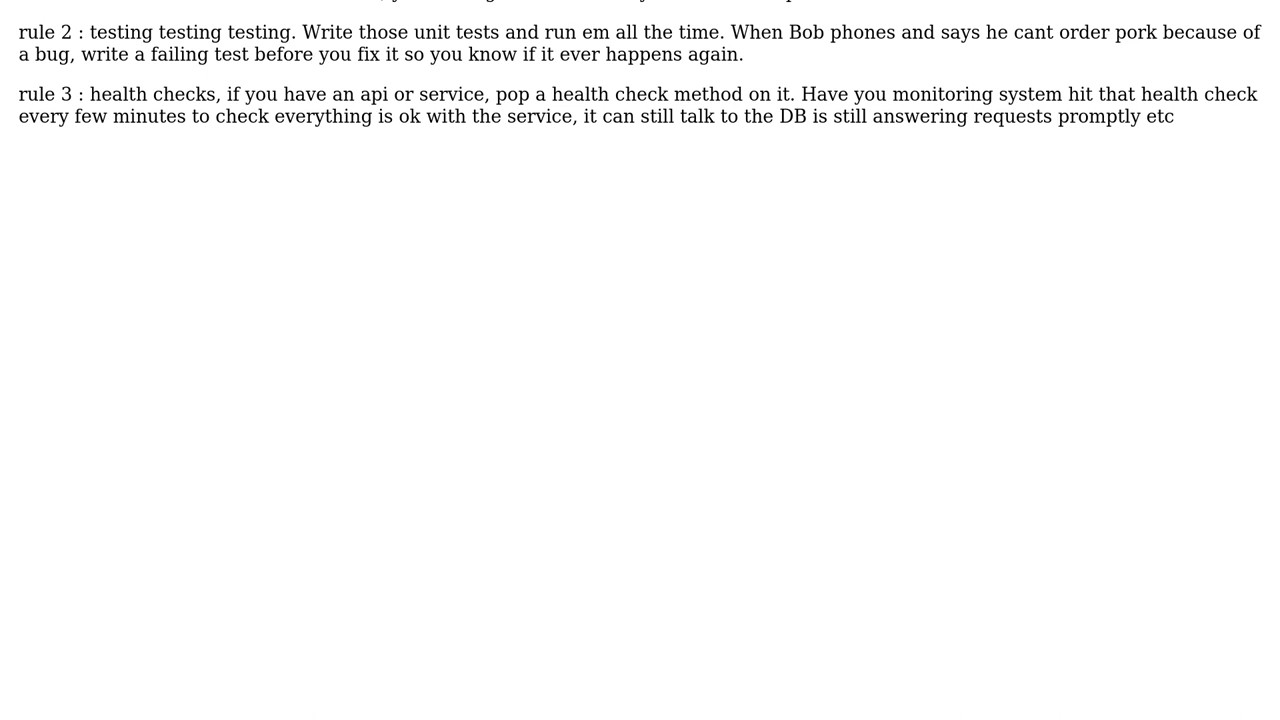 rule 2 : testing testing testing. Write those unit tests and run em all the time. When Bob phones and says he cant order pork because of
a bug, write a failing test before you fix it so you know if it ever happens again.
rule 3 : health checks, if you have an api or service, pop a health check method on it. Have you monitoring system hit that health check
every few minutes to check everything is ok with the service, it can still talk to the DB is still answering requests promptly etc